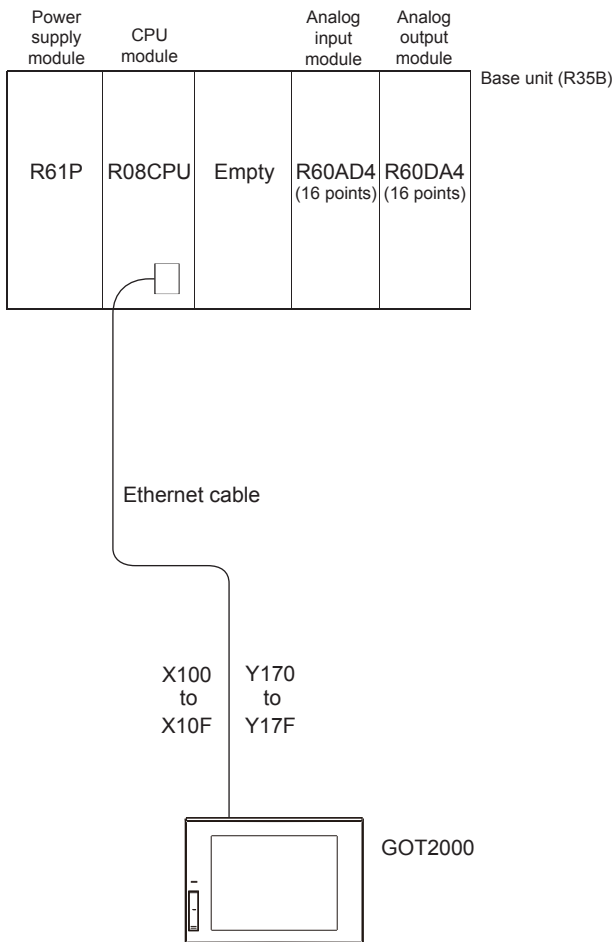 Power
supply
module
CPU
module
Analog
input
module
Analog
output
module
Base unit (R35B)
R61P
R08CPU
Empty
R60AD4
(16 points)
R60DA4
(16 points)
Ethernet cable
X100
to
X10F
Y170
to
Y17F
GOT2000